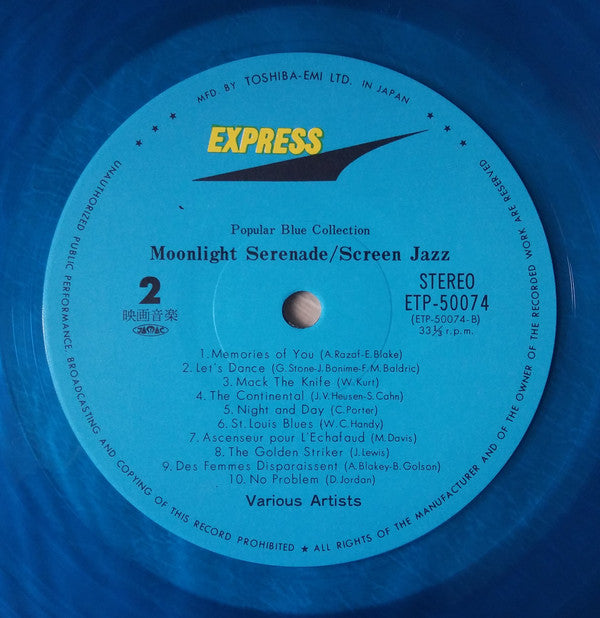 MFD. BY TOSHIBA-EMI LTD. IN JAPAN
EXPRESS
Popular Blue Collection
Moonlight Serenade/Screen Jazz
2
映画音楽
JASRAC
STEREO
ETP-50074
(ETP-50074-B)
33⅓ r.p.m.
1. Memories of You (A.Razaf-E.Blake)
2. Let's Dance (G.Stone-J.Bonime-F.M.Baldric)
3. Mack The Knife (W.Kurt)
4. The Continental (J.V.Heusen-S.Cahn)
5. Night and Day (C.Porter)
6. St. Louis Blues (W.C.Handy)
7. Ascenseur pour L'Echafaud (M.Davis)
8. The Golden Striker (J.Lewis)
9. Des Femmes Disparaissent (A.Blakey-B.Golson)
10. No Problem (D.Jordan)
Various Artists
UNAUTHORIZED PUBLIC PERFORMANCE BROADCASTING AND COPYING OF THIS RECORD PROHIBITED ★ ALL RIGHTS OF THE MANUFACTURER AND OF THE OWNER OF THE RECORDED WORK ARE RESERVED